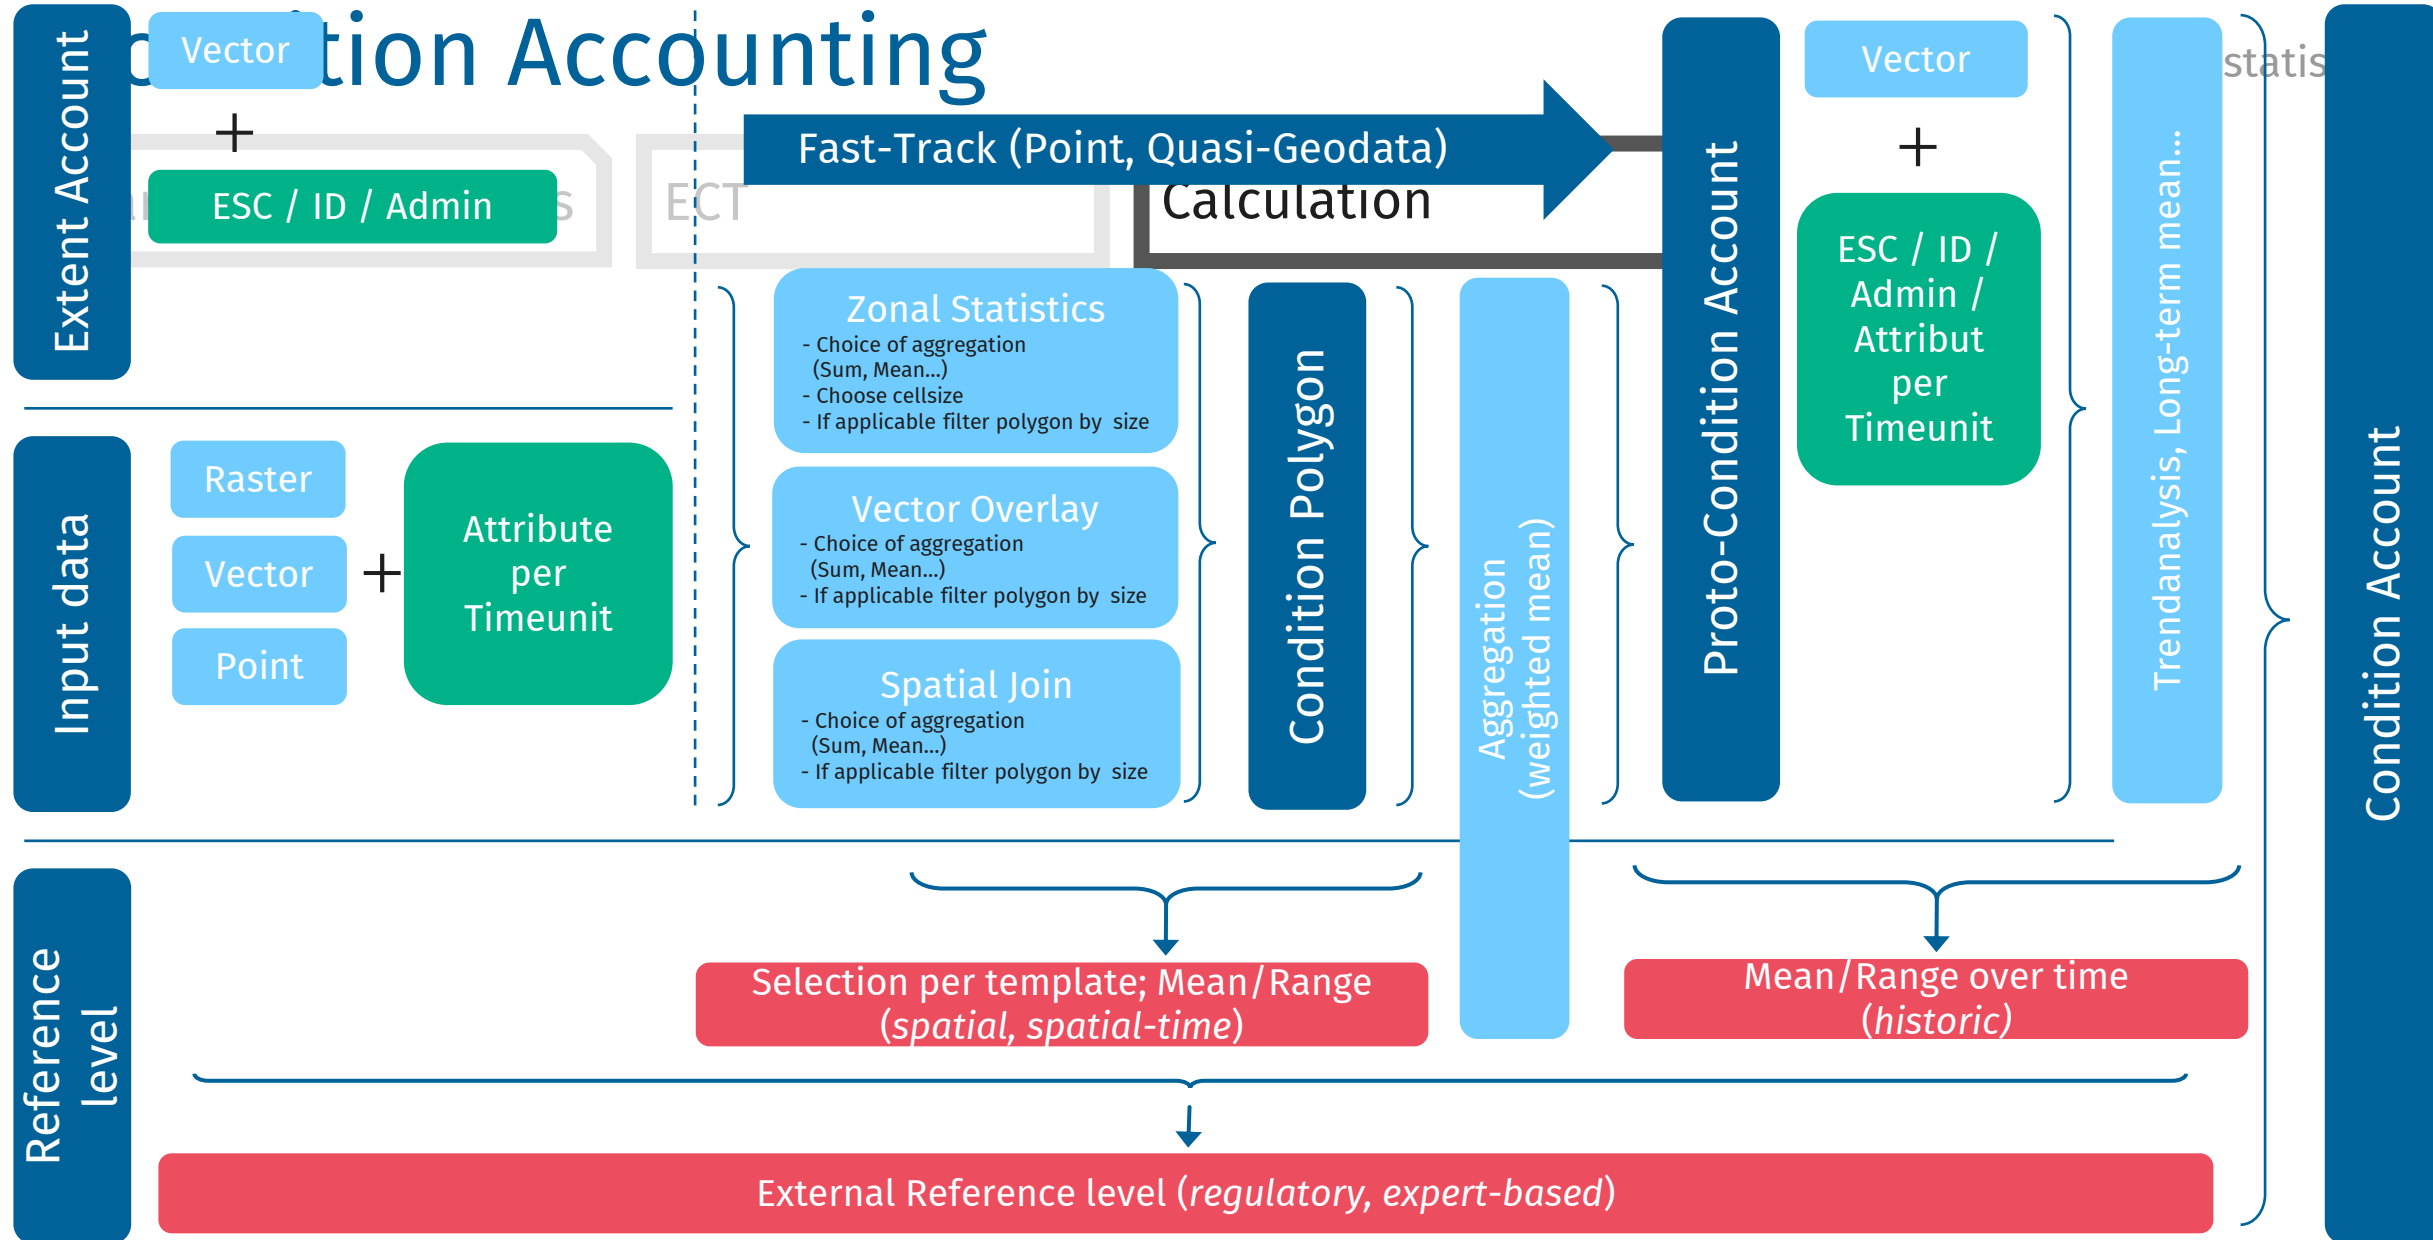 Accounting
statis
Extent Account
Vector
+
ESC / ID / Admin
ECT
Calculation
Fast-Track (Point, Quasi-Geodata)
Input data
Raster
Vector
Point
+
Attribute
per
Timeunit
Zonal Statistics
- Choice of aggregation
(Sum, Mean...)
- Choose cellsize
- If applicable filter polygon by size
Vector Overlay
- Choice of aggregation
(Sum, Mean...)
- If applicable filter polygon by size
Spatial Join
- Choice of aggregation
(Sum, Mean...)
- If applicable filter polygon by size
Condition Polygon
Aggregation
(weighted mean)
Proto-Condition Account
Vector
+
ESC / ID /
Admin /
Attribut
per
Timeunit
Trendanalysis, Long-term mean...
Condition Account
Reference
level
Selection per template; Mean/Range
(spatial, spatial-time)
Mean/Range over time
(historic)
External Reference level (regulatory, expert-based)